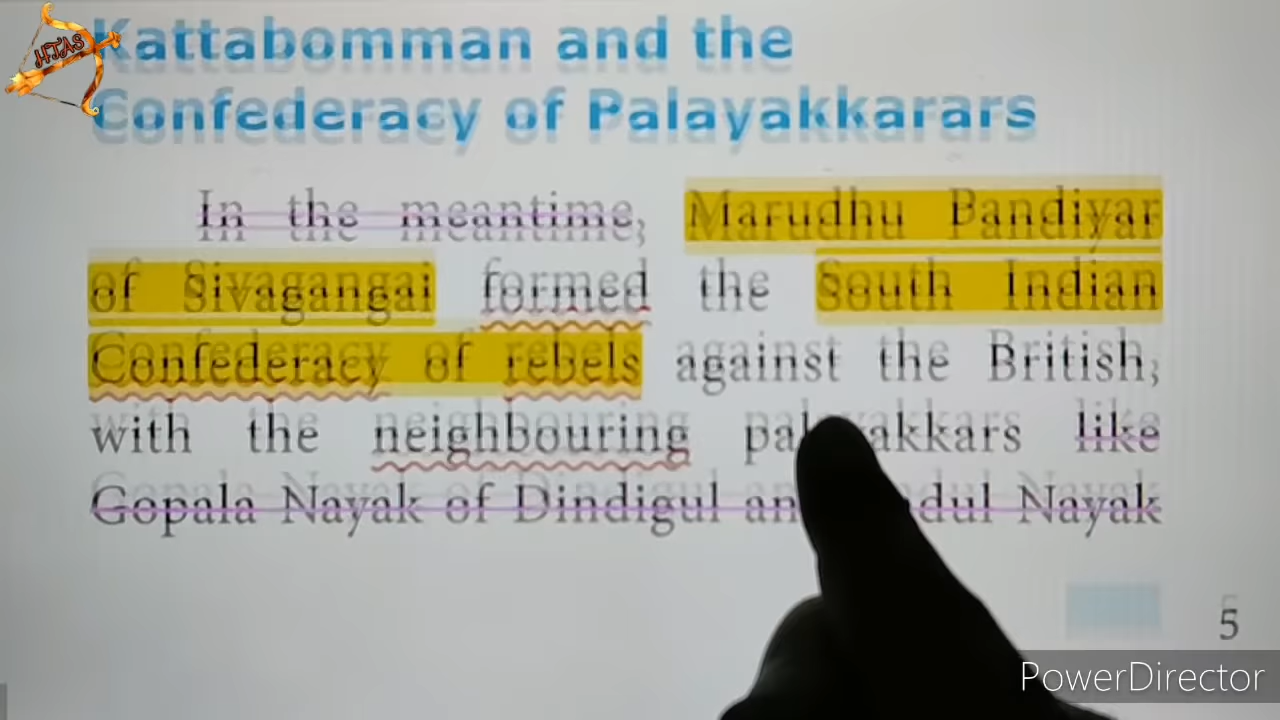 HTAS
Kattabomman and the
Confederacy of Palayakkarars
In the meantime, Marudhu Pandiyar
of Sivagangai formed the South Indian
Confederacy of rebels against the British,
with the neighbouring like
Gopala Nayak of Dindigul Nayak
5
PowerDirector